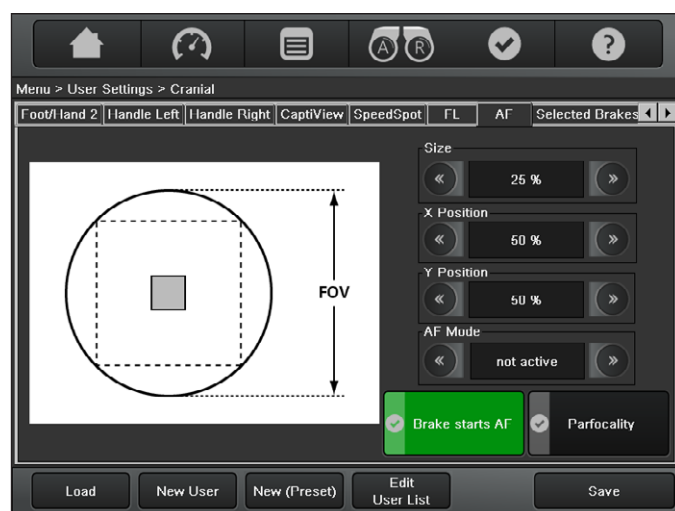 A R ?
Menu > User Settings > Cranial
Foot/Hand 2 Handle Left Handle Right CaptiView SpeedSpot FL AF Selected Brakes
Size
25 %
X Position
50 %
Y Position
50 %
AF Mode
not active
FOV
Brake starts AF Parfocality
Load New User New (Preset) Edit User List Save